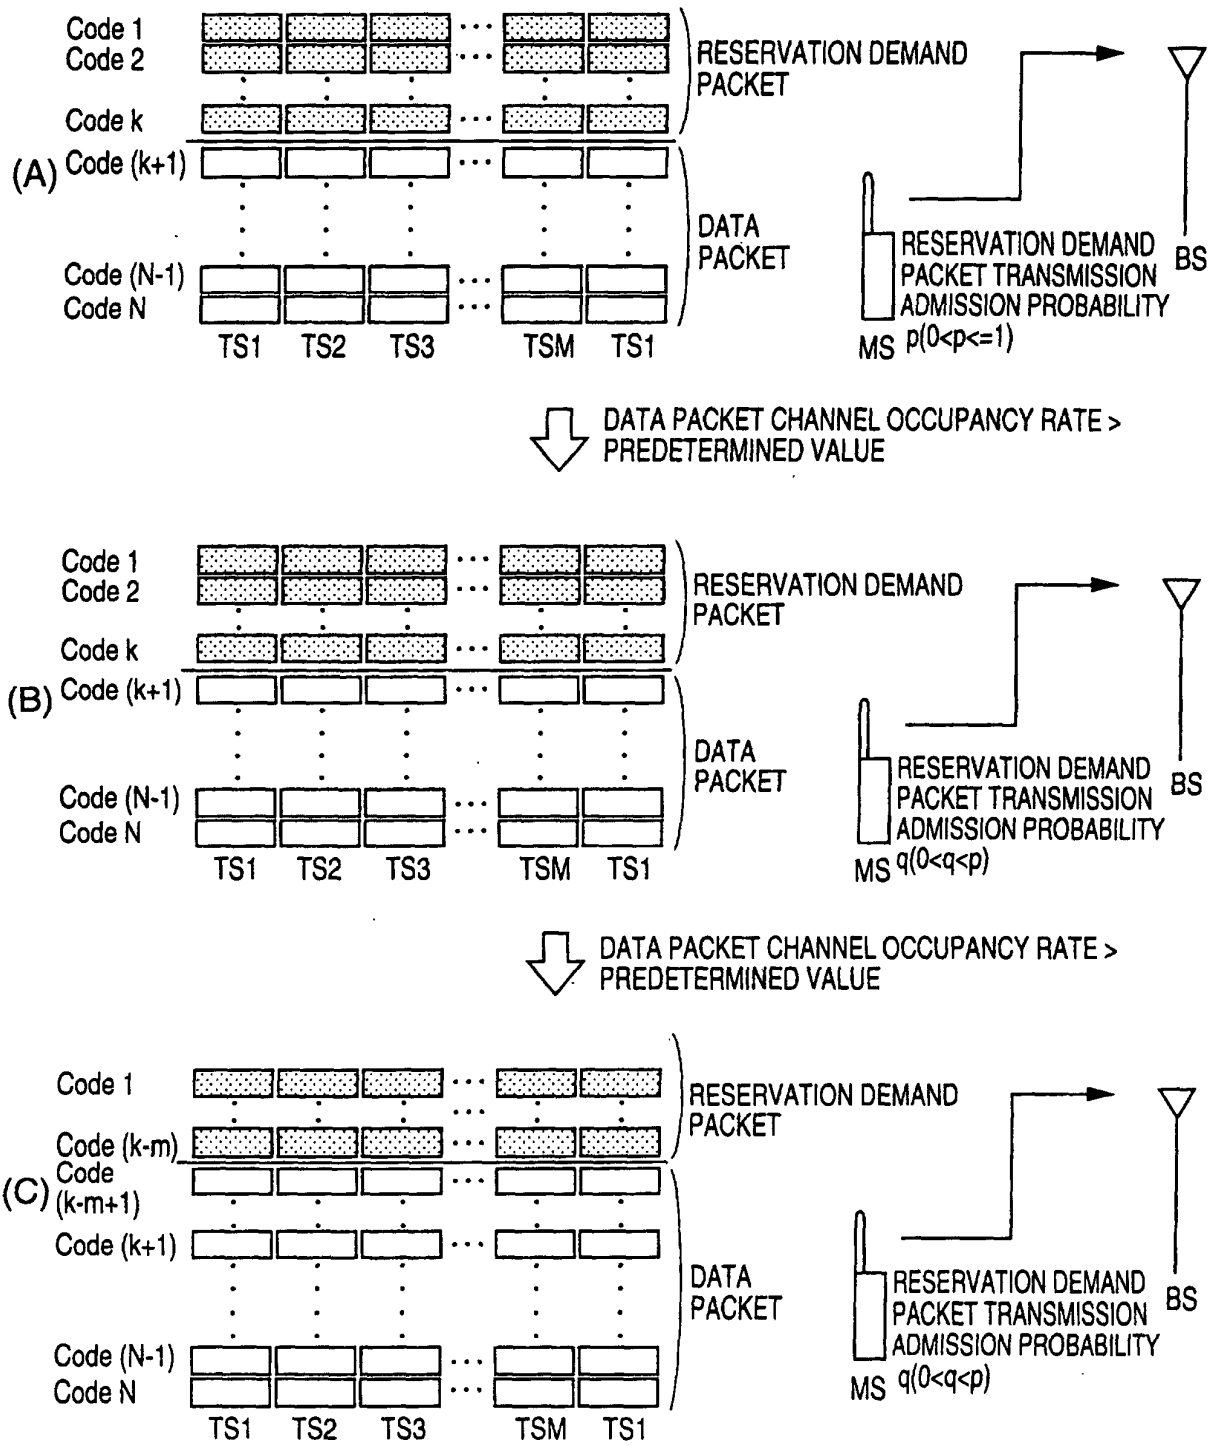 (A)
Code 1
Code 2
Code k
Code (k+1)
Code (N-1)
Code N
TS1 TS2 TS3 ··· TSM TS1
RESERVATION DEMAND
PACKET
DATA
PACKET
RESERVATION DEMAND
PACKET TRANSMISSION
ADMISSION PROBABILITY
p(0<p<=1)
MS
BS
DATA PACKET CHANNEL OCCUPANCY RATE >
PREDETERMINED VALUE
(B)
Code 1
Code 2
Code k
Code (k+1)
Code (N-1)
Code N
TS1 TS2 TS3 TSM TS1
RESERVATION DEMAND
PACKET
DATA
PACKET
RESERVATION DEMAND
PACKET TRANSMISSION
ADMISSION PROBABILITY
q(0<q<p)
MS
BS
DATA PACKET CHANNEL OCCUPANCY RATE >
PREDETERMINED VALUE
(C)
Code 1
Code (k-m)
Code
(k-m+1)
Code (k+1)
Code (N-1)
Code N
TS1 TS2 TS3 TSM TS1
RESERVATION DEMAND
PACKET
DATA
PACKET
RESERVATION DEMAND
PACKET TRANSMISSION
ADMISSION PROBABILITY
q(0<q<p)
MS
BS